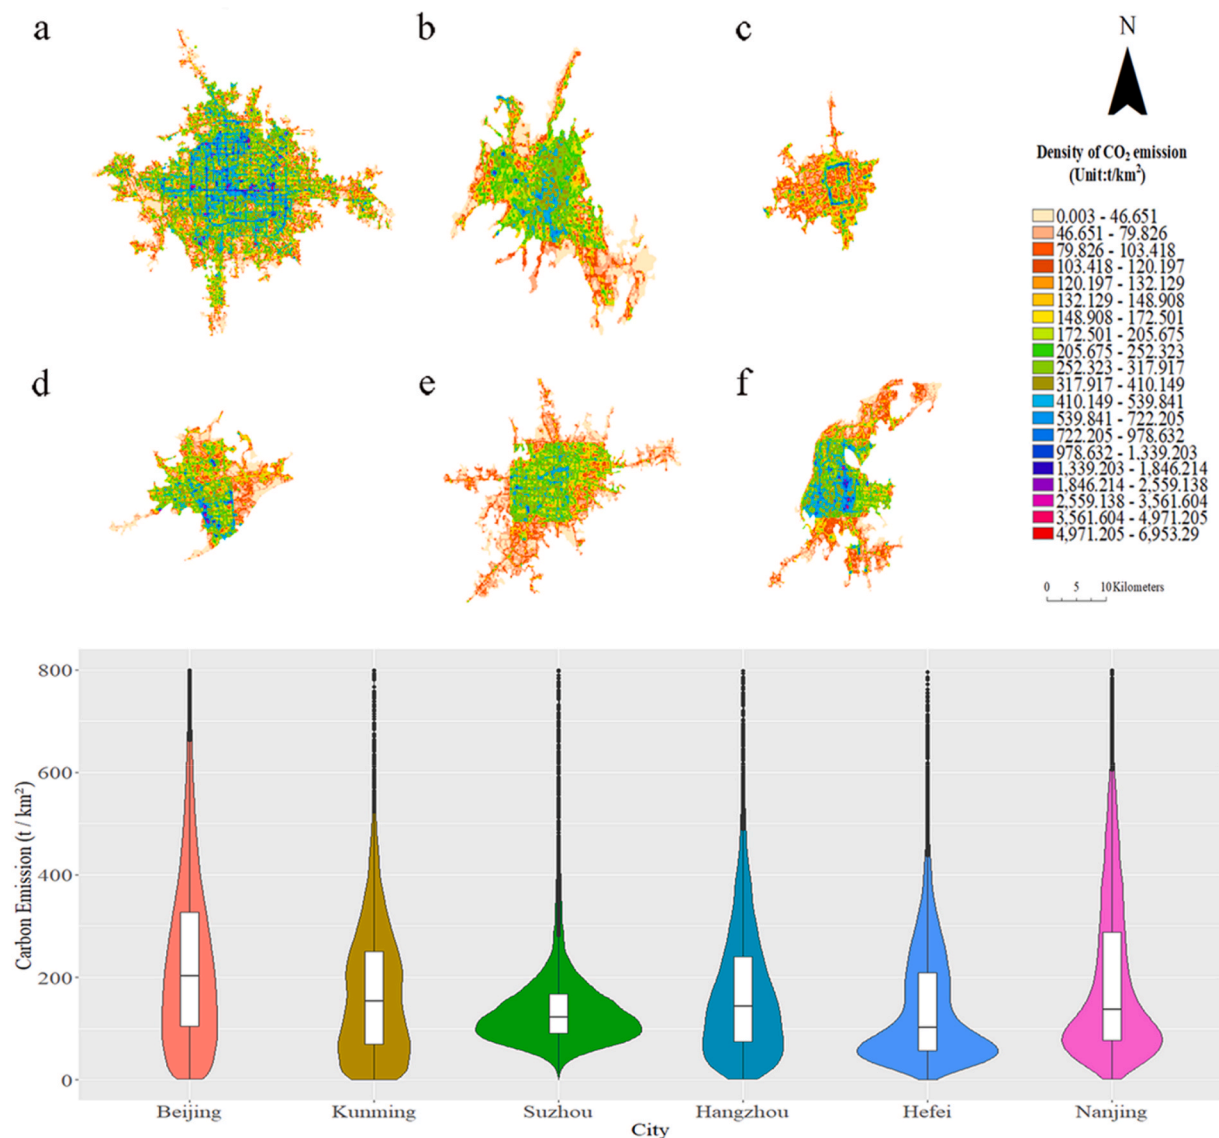 a
b
c
N
Density of CO₂ emission
(Unit:t/km²)
0.003 - 46.651
46.651 - 79.826
79.826 - 103.418
103.418 - 120.197
120.197 - 132.129
132.129 - 148.908
148.908 - 172.501
172.501 - 205.675
205.675 - 252.323
252.323 - 317.917
317.917 - 410.149
410.149 - 539.841
539.841 - 722.205
722.205 - 978.632
978.632 - 1,339.203
1,339.203 - 1,846.214
1,846.214 - 2,559.138
2,559.138 - 3,561.604
3,561.604 - 4,971.205
4,971.205 - 6,953.29
0 5 10 Kilometers
d
e
f
Carbon Emission (t / km²)
800
600
400
200
0
Beijing Kunming Suzhou Hangzhou Hefei Nanjing
City